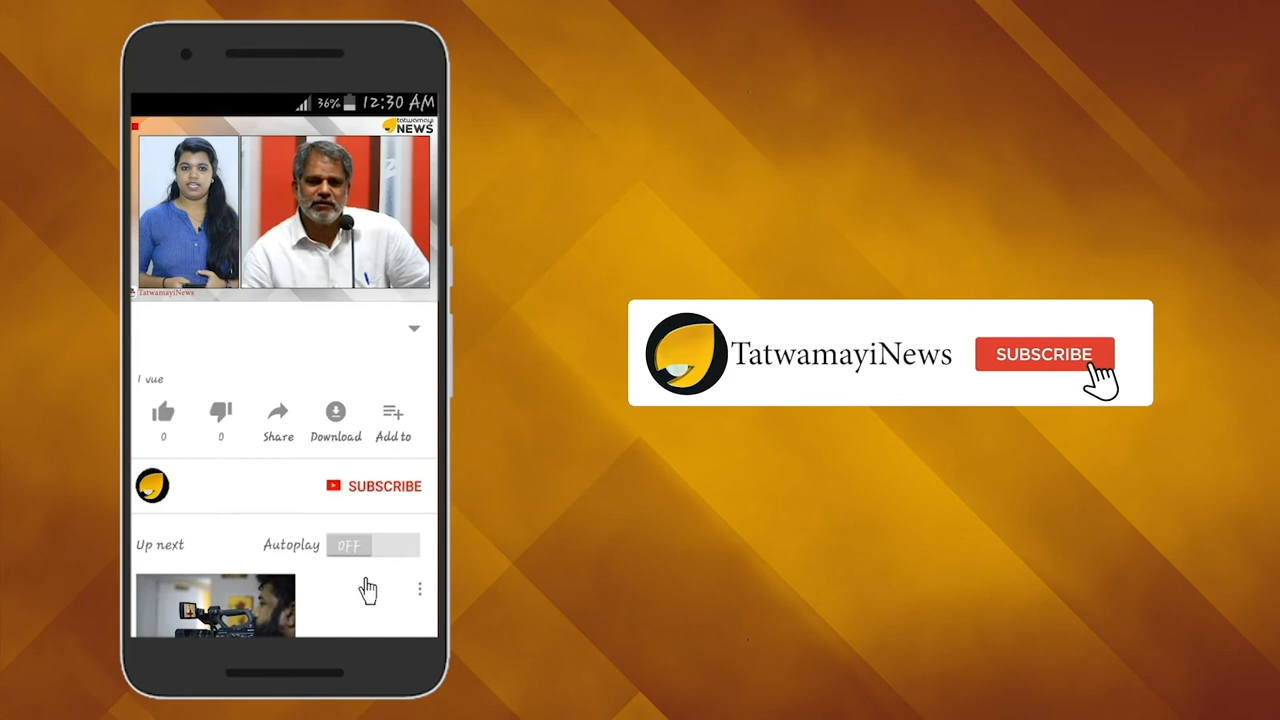 36% 12:30 AM
tatwamayi
NEWS
TatwamayiNews
1 vue
0 0 Share Download Add to
SUBSCRIBE
Up next Autoplay OFF
TatwamayiNews SUBSCRIBE